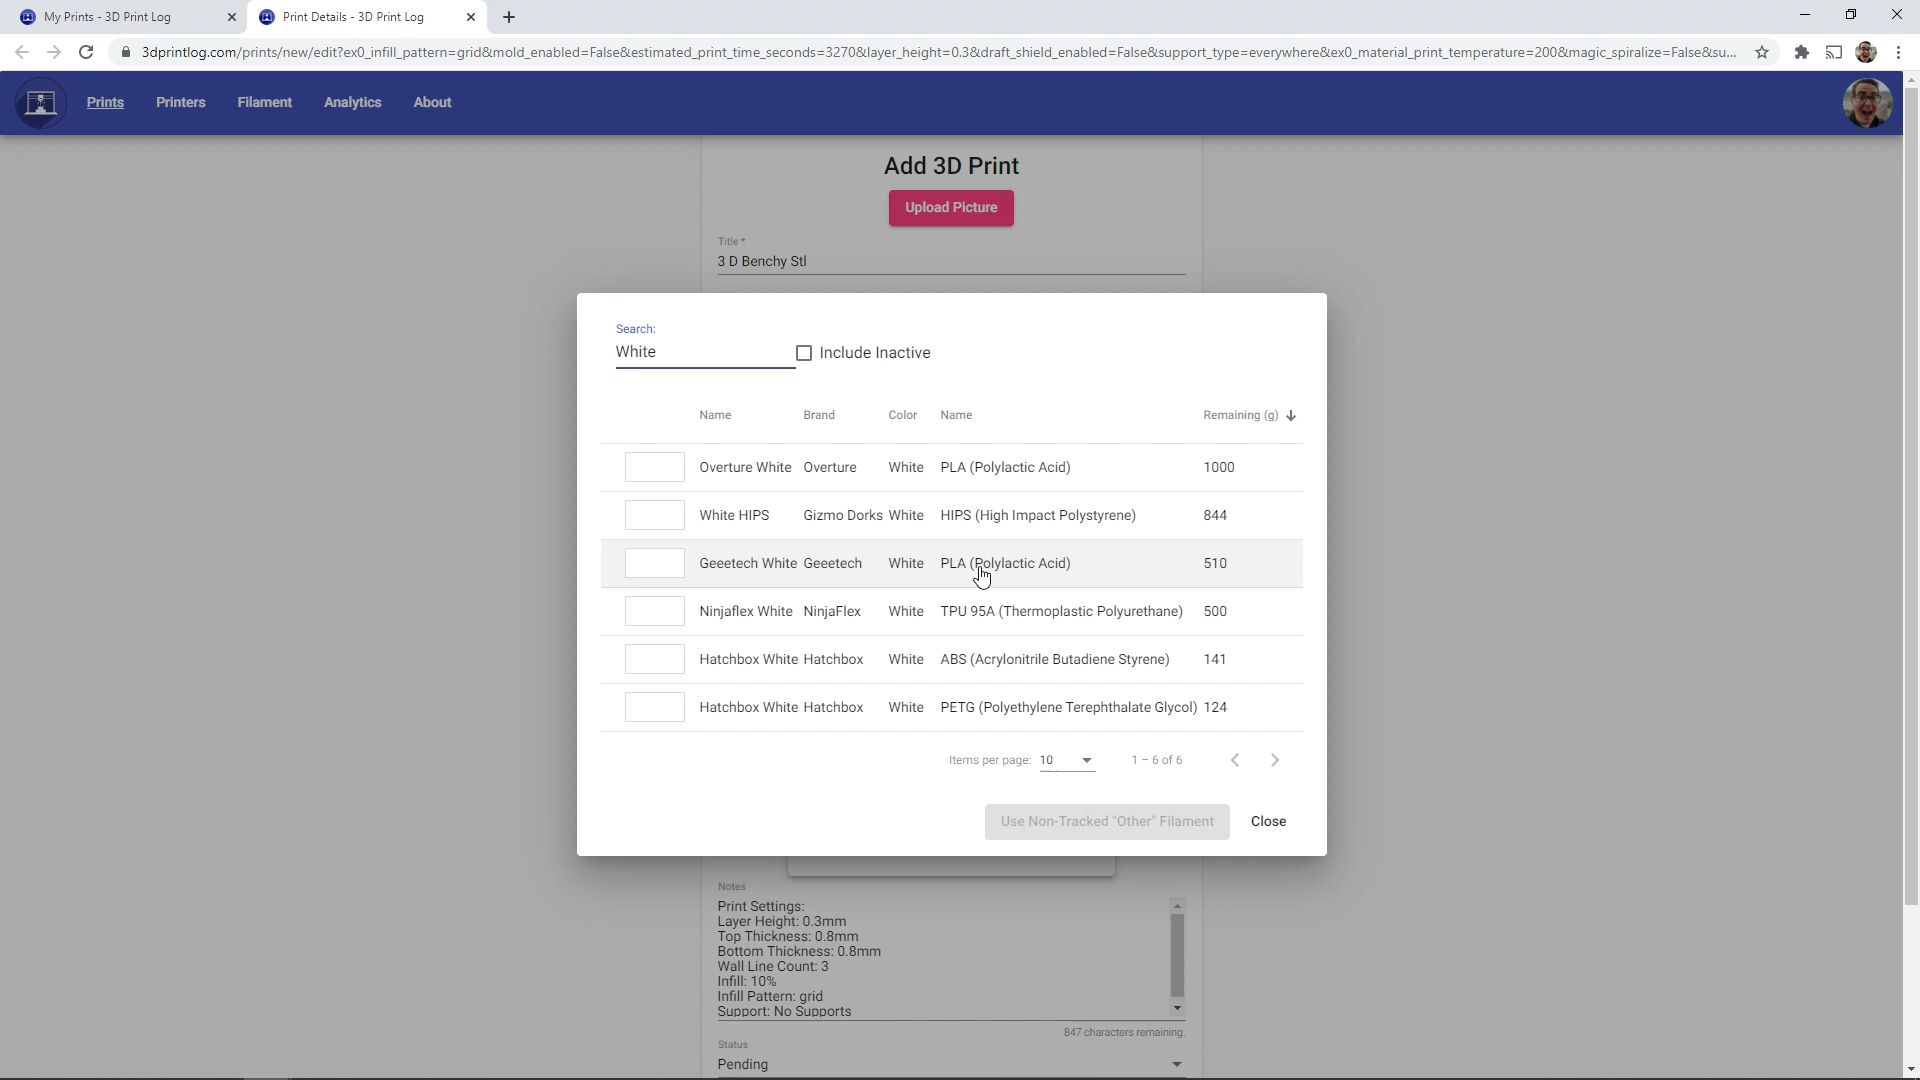 My Prints - 3D Print Log
Print Details - 3D Print Log
3dprintlog.com/prints/new/edit?ex0_infill_pattern=grid&mold_enabled=False&estimated_print_time_seconds=3270&layer_height=0.3&draft_shield_enabled=False&support_type=everywhere&ex0_material_print_temperature=200&magic_spiralize=False&su...
Prints Printers Filament Analytics About
Add 3D Print
Upload Picture
Title *
3 D Benchy Stl
Search:
White
Include Inactive
Name Brand Color Name Remaining (g)
Overture White Overture White PLA (Polylactic Acid) 1000
White HIPS Gizmo Dorks White HIPS (High Impact Polystyrene) 844
Geeetech White Geeetech White PLA (Polylactic Acid) 510
Ninjaflex White NinjaFlex White TPU 95A (Thermoplastic Polyurethane) 500
Hatchbox White Hatchbox White ABS (Acrylonitrile Butadiene Styrene) 141
Hatchbox White Hatchbox White PETG (Polyethylene Terephthalate Glycol) 124
Items per page: 10 1 – 6 of 6
Use Non-Tracked "Other" Filament Close
Notes
Print Settings:
Layer Height: 0.3mm
Top Thickness: 0.8mm
Bottom Thickness: 0.8mm
Wall Line Count: 3
Infill: 10%
Infill Pattern: grid
Support: No Supports
847 characters remaining.
Status
Pending